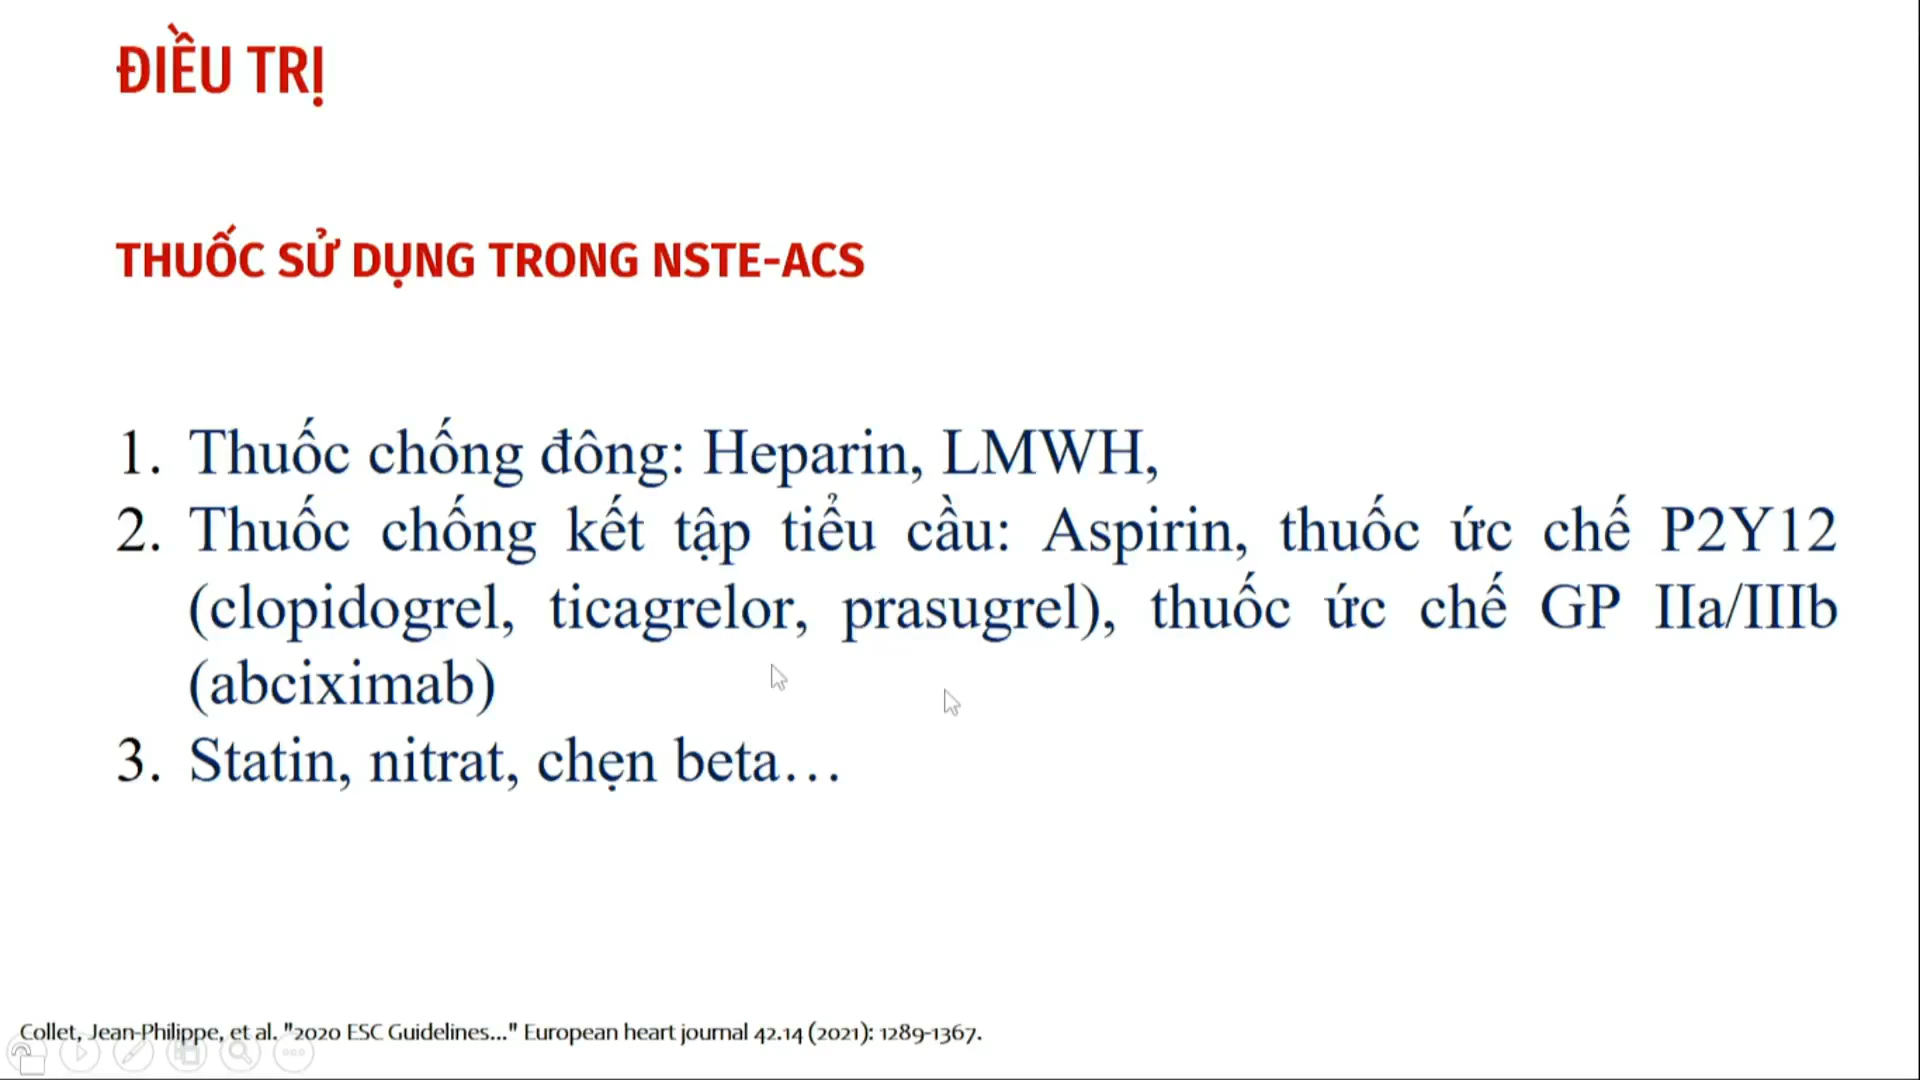 ĐIỀU TRỊ
THUỐC SỬ DỤNG TRONG NSTE-ACS
1. Thuốc chống đông: Heparin, LMWH,
2. Thuốc chống kết tập tiểu cầu: Aspirin, thuốc ức chế P2Y12
(clopidogrel, ticagrelor, prasugrel), thuốc ức chế GP IIa/IIIb
(abciximab)
3. Statin, nitrat, chẹn beta…
Collet, Jean-Philippe, et al. "2020 ESC Guidelines..." European heart journal 42.14 (2021): 1289-1367.